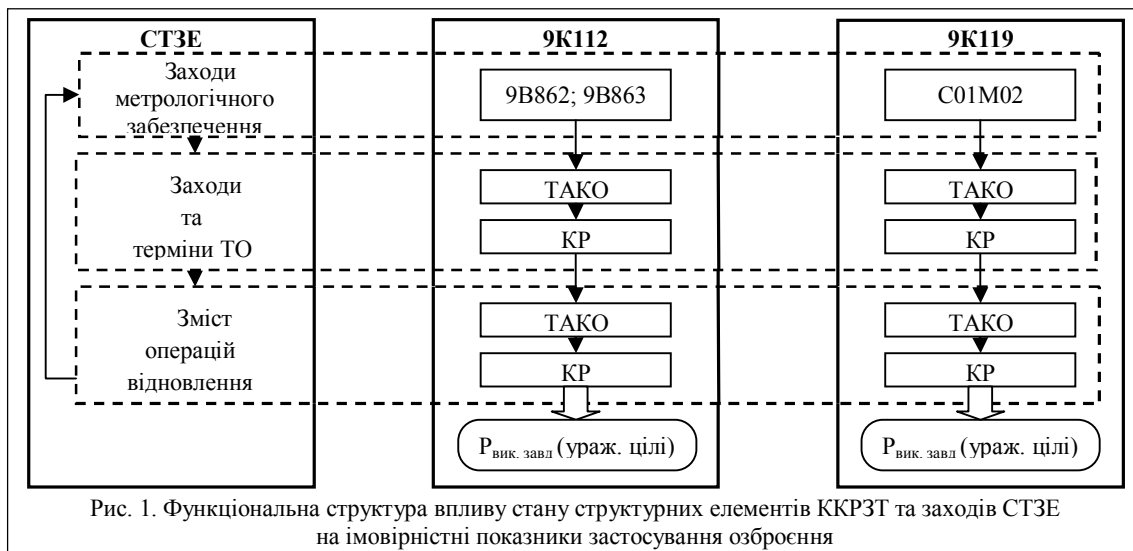 СТЗЕ
9К112
9К119
Заходи
метрологічного
забезпечення
9В862; 9В863
С01М02
Заходи
та
терміни ТО
ТАКО
КР
ТАКО
КР
Зміст
операцій
відновлення
ТАКО
КР
ТАКО
КР
Рвик. завд (ураж. цілі)
Рвик. завд (ураж. цілі)
Рис. 1. Функціональна структура впливу стану структурних елементів ККРЗТ та заходів СТЗЕ
на імовірністні показники застосування озброєння